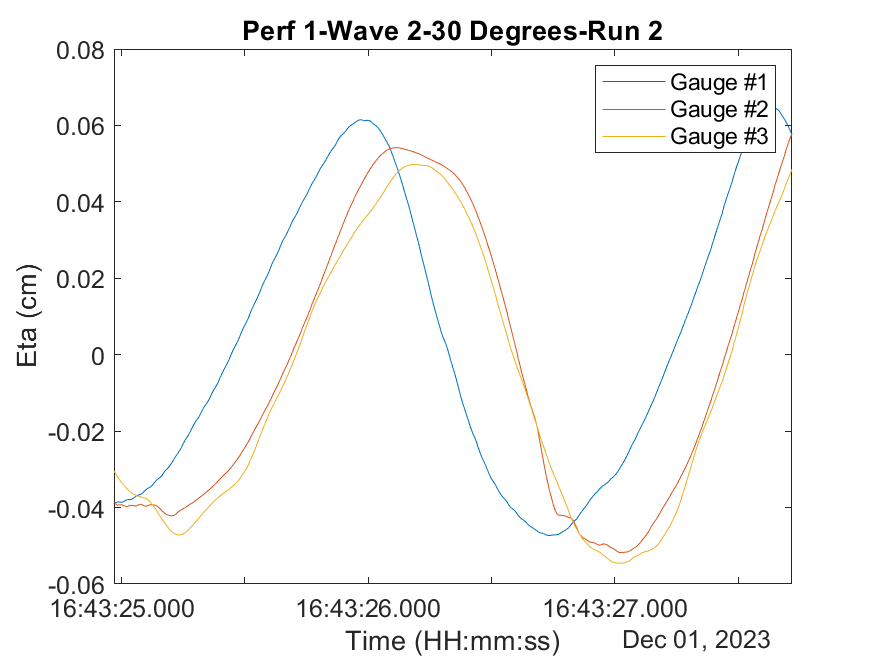 Perf 1-Wave 2-30 Degrees-Run 2
0.08
0.06
0.04
0.02
0
-0.02
-0.04
-0.06
Eta (cm)
Gauge #1
Gauge #2
Gauge #3
16:43:25.000 16:43:26.000 16:43:27.000
Time (HH:mm:ss) Dec 01, 2023